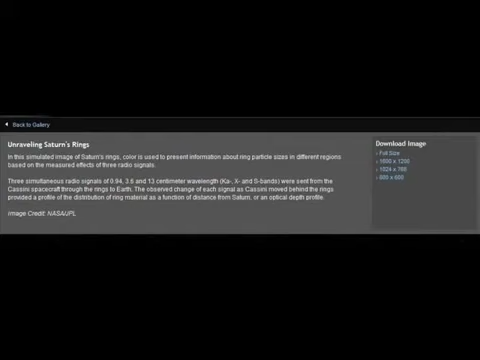 Back to Gallery
Unraveling Saturn's Rings
In this simulated image of Saturn's rings, color is used to present information about ring particle sizes in different regions
based on the measured effects of three radio signals.
Three simultaneous radio signals of 0.94, 3.6 and 13 centimeter wavelength (Ka-, X- and S-bands) were sent from the
Cassini spacecraft through the rings to Earth. The observed change of each signal as Cassini moved behind the rings
provided a profile of the distribution of ring material as a function of distance from Saturn, or an optical depth profile.
Image Credit: NASA/JPL
Download Image
› Full Size
› 1600 x 1200
› 1024 x 768
› 800 x 600